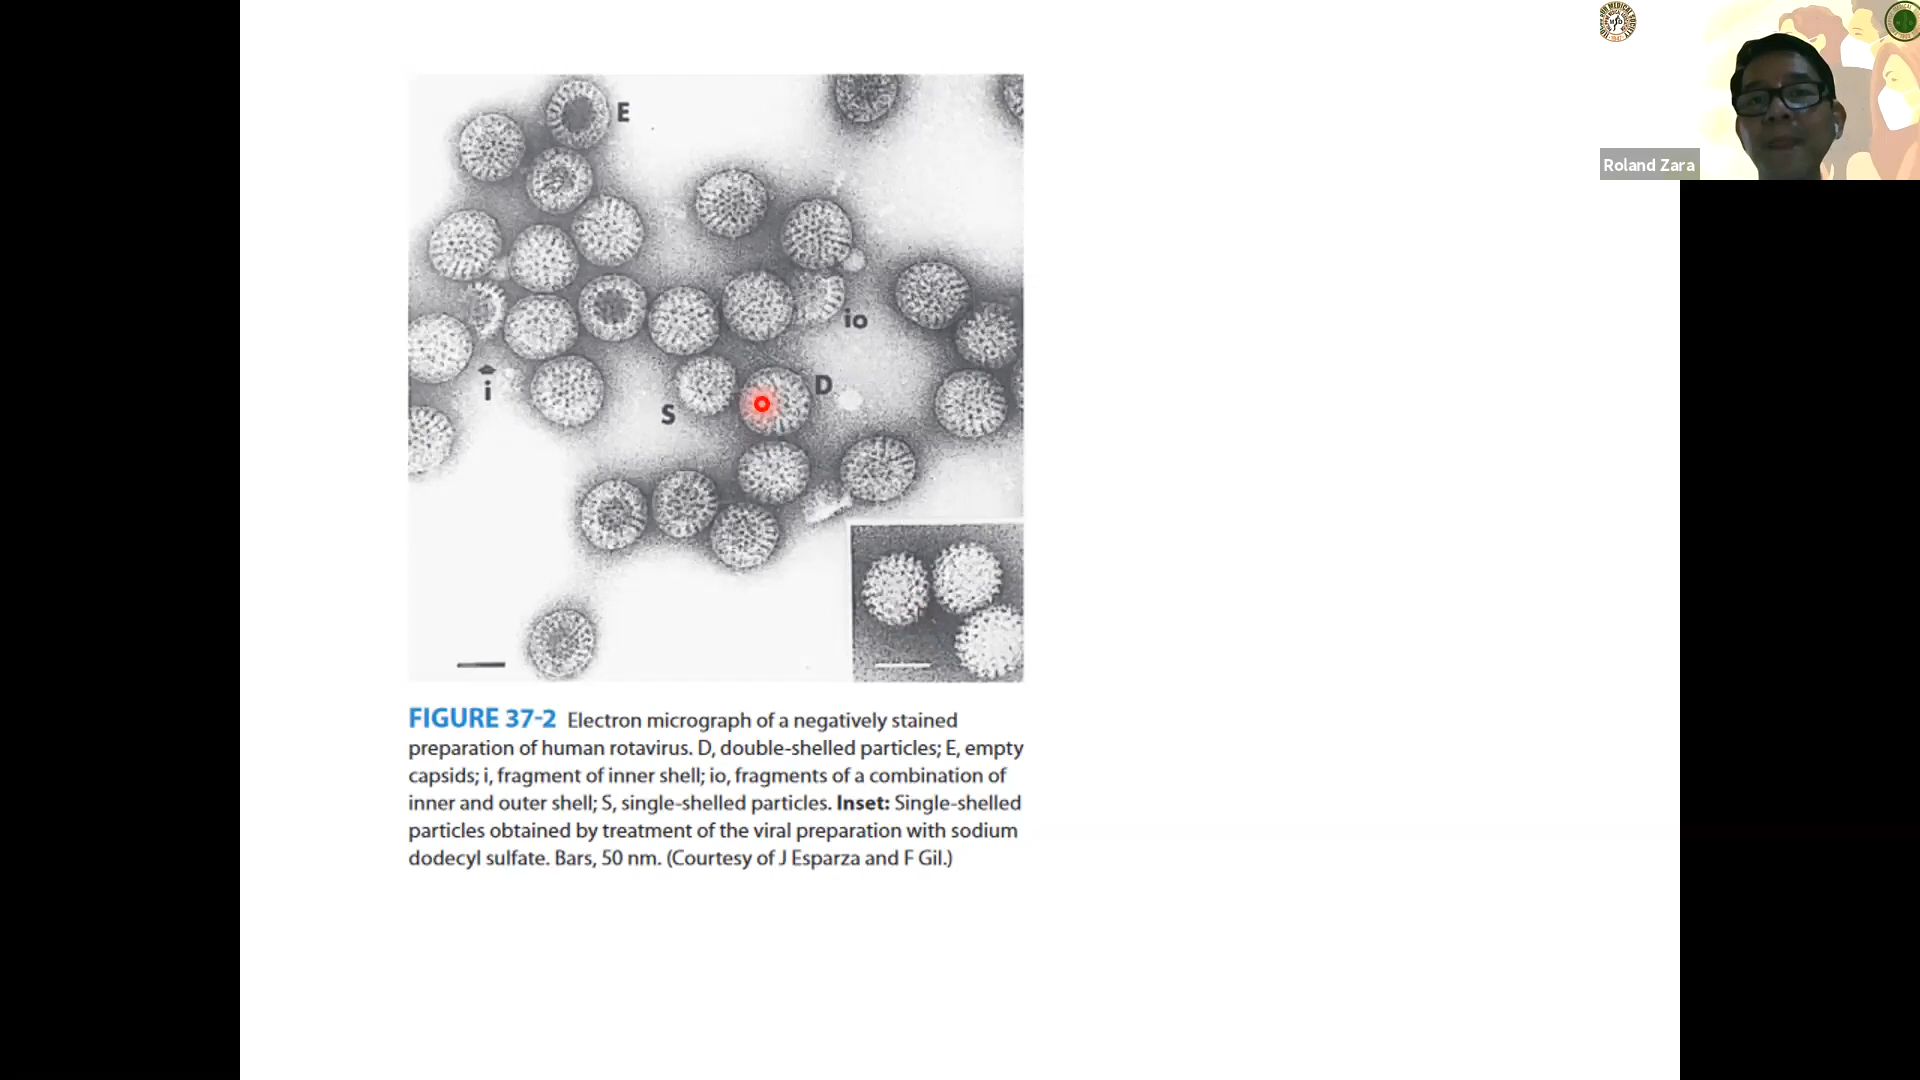 Roland Zara
E
io
i
D
S
FIGURE 37-2 Electron micrograph of a negatively stained
preparation of human rotavirus. D, double-shelled particles; E, empty
capsids; i, fragment of inner shell; io, fragments of a combination of
inner and outer shell; S, single-shelled particles. Inset: Single-shelled
particles obtained by treatment of the viral preparation with sodium
dodecyl sulfate. Bars, 50 nm. (Courtesy of J Esparza and F Gil.)